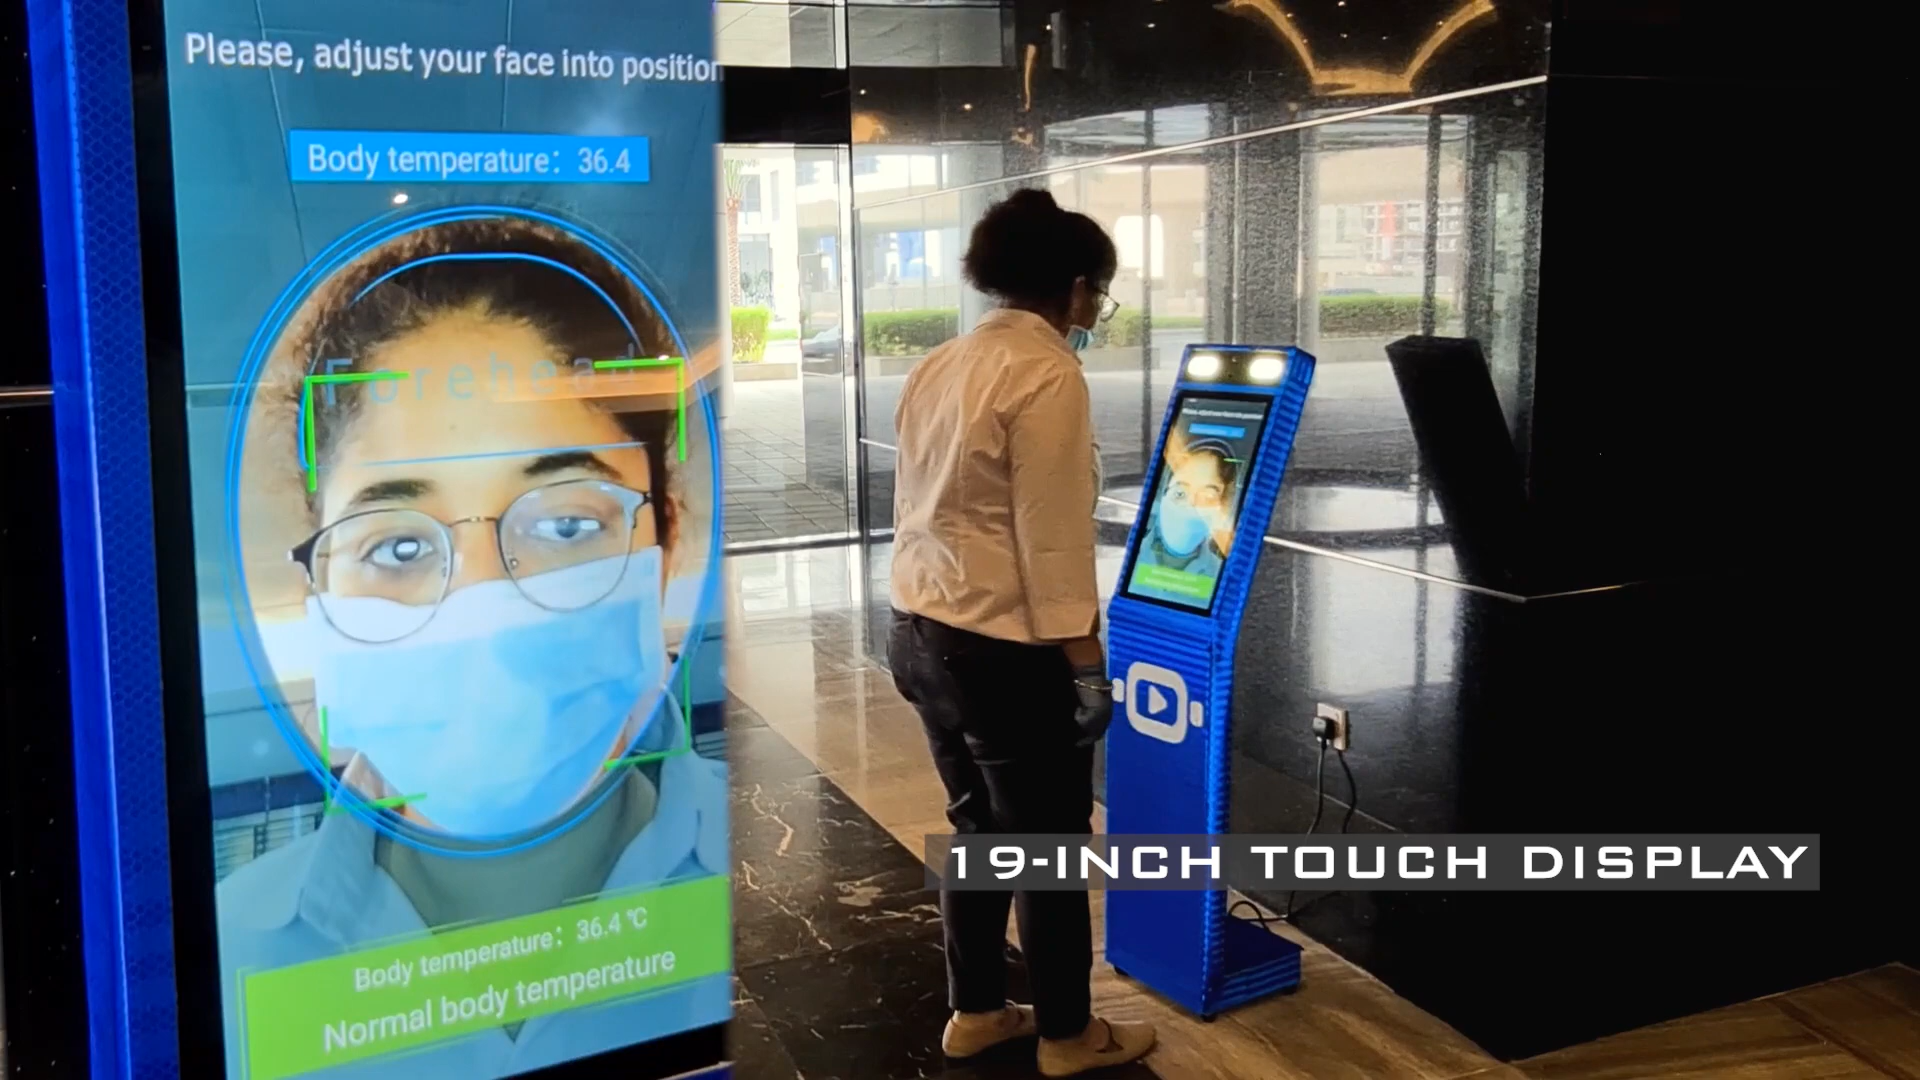 Please, adjust your face into position
Body temperature: 36.4
Forehead
Body temperature: 36.4 ℃
Normal body temperature
19-INCH TOUCH DISPLAY